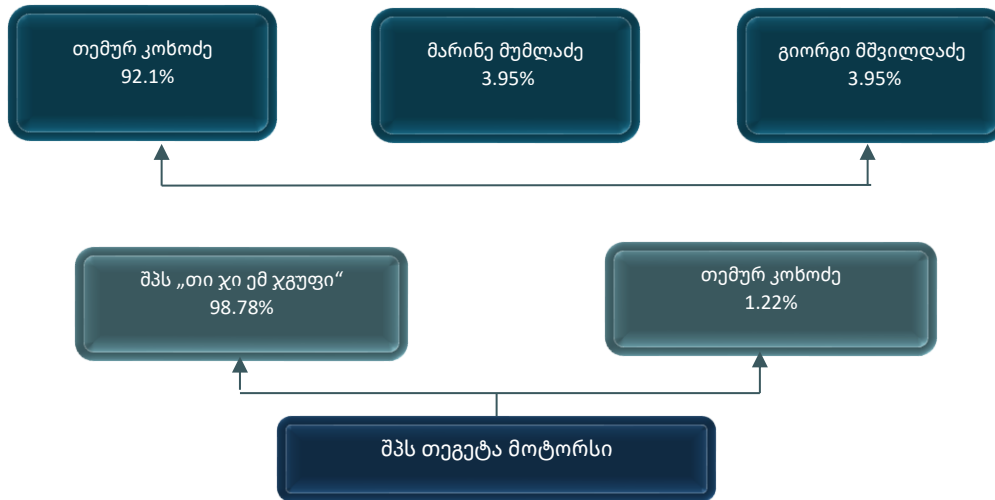 თემურ კოხოძე
92.1%
მარინე მუმლაძე
3.95%
გიორგი მშვილდაძე
3.95%
შპს „თი ჯი ემ ჯგუფი“
98.78%
თემურ კოხოძე
1.22%
შპს თეგეტა მოტორსი